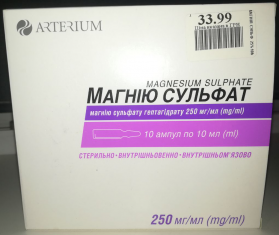 ARTERIUM
33.99
MAGNESIUM SULPHATE
МАГНІЮ СУЛЬФАТ
магнію сульфату гептагідрату 250 мг/мл (mg/ml)
10 ампул по 10 мл (ml)
СТЕРИЛЬНО·ВНУТРІШНЬОВЕННО·ВНУТРІШНЬОМ'ЯЗОВО
250 мг/мл (mg/ml)